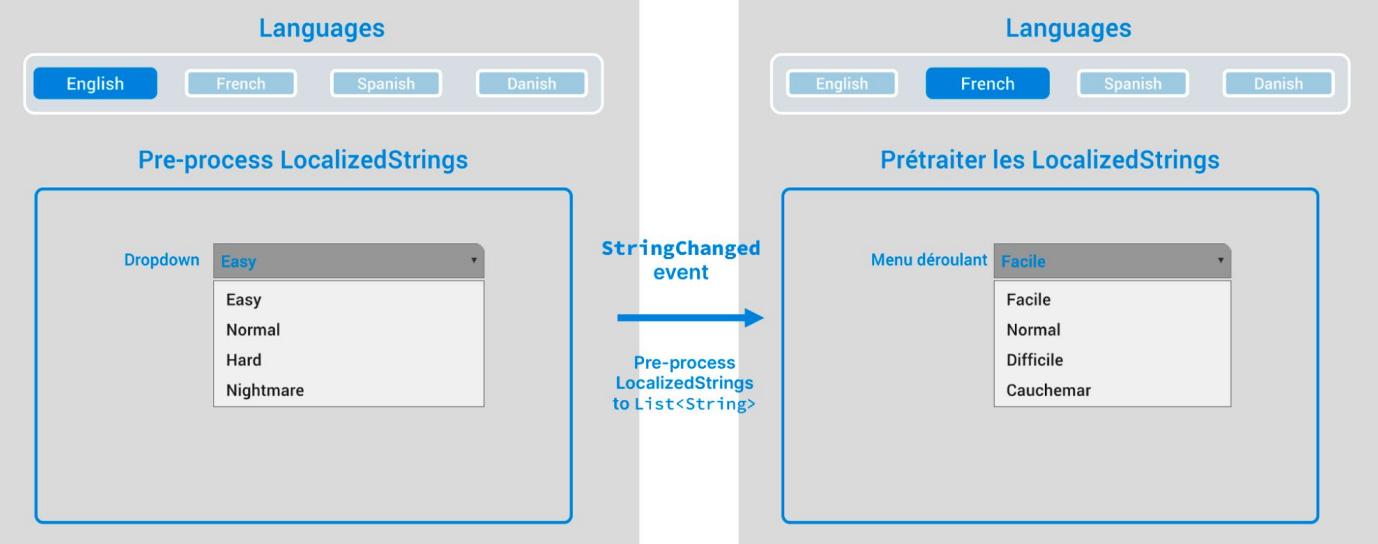 Languages
English French Spanish Danish
Pre-process LocalizedStrings
Dropdown Easy
Easy
Normal
Hard
Nightmare
StringChanged
event
Pre-process
LocalizedStrings
to List<String>
Languages
English French Spanish Danish
Prétraiter les LocalizedStrings
Menu déroulant Facile
Facile
Normal
Difficile
Cauchemar